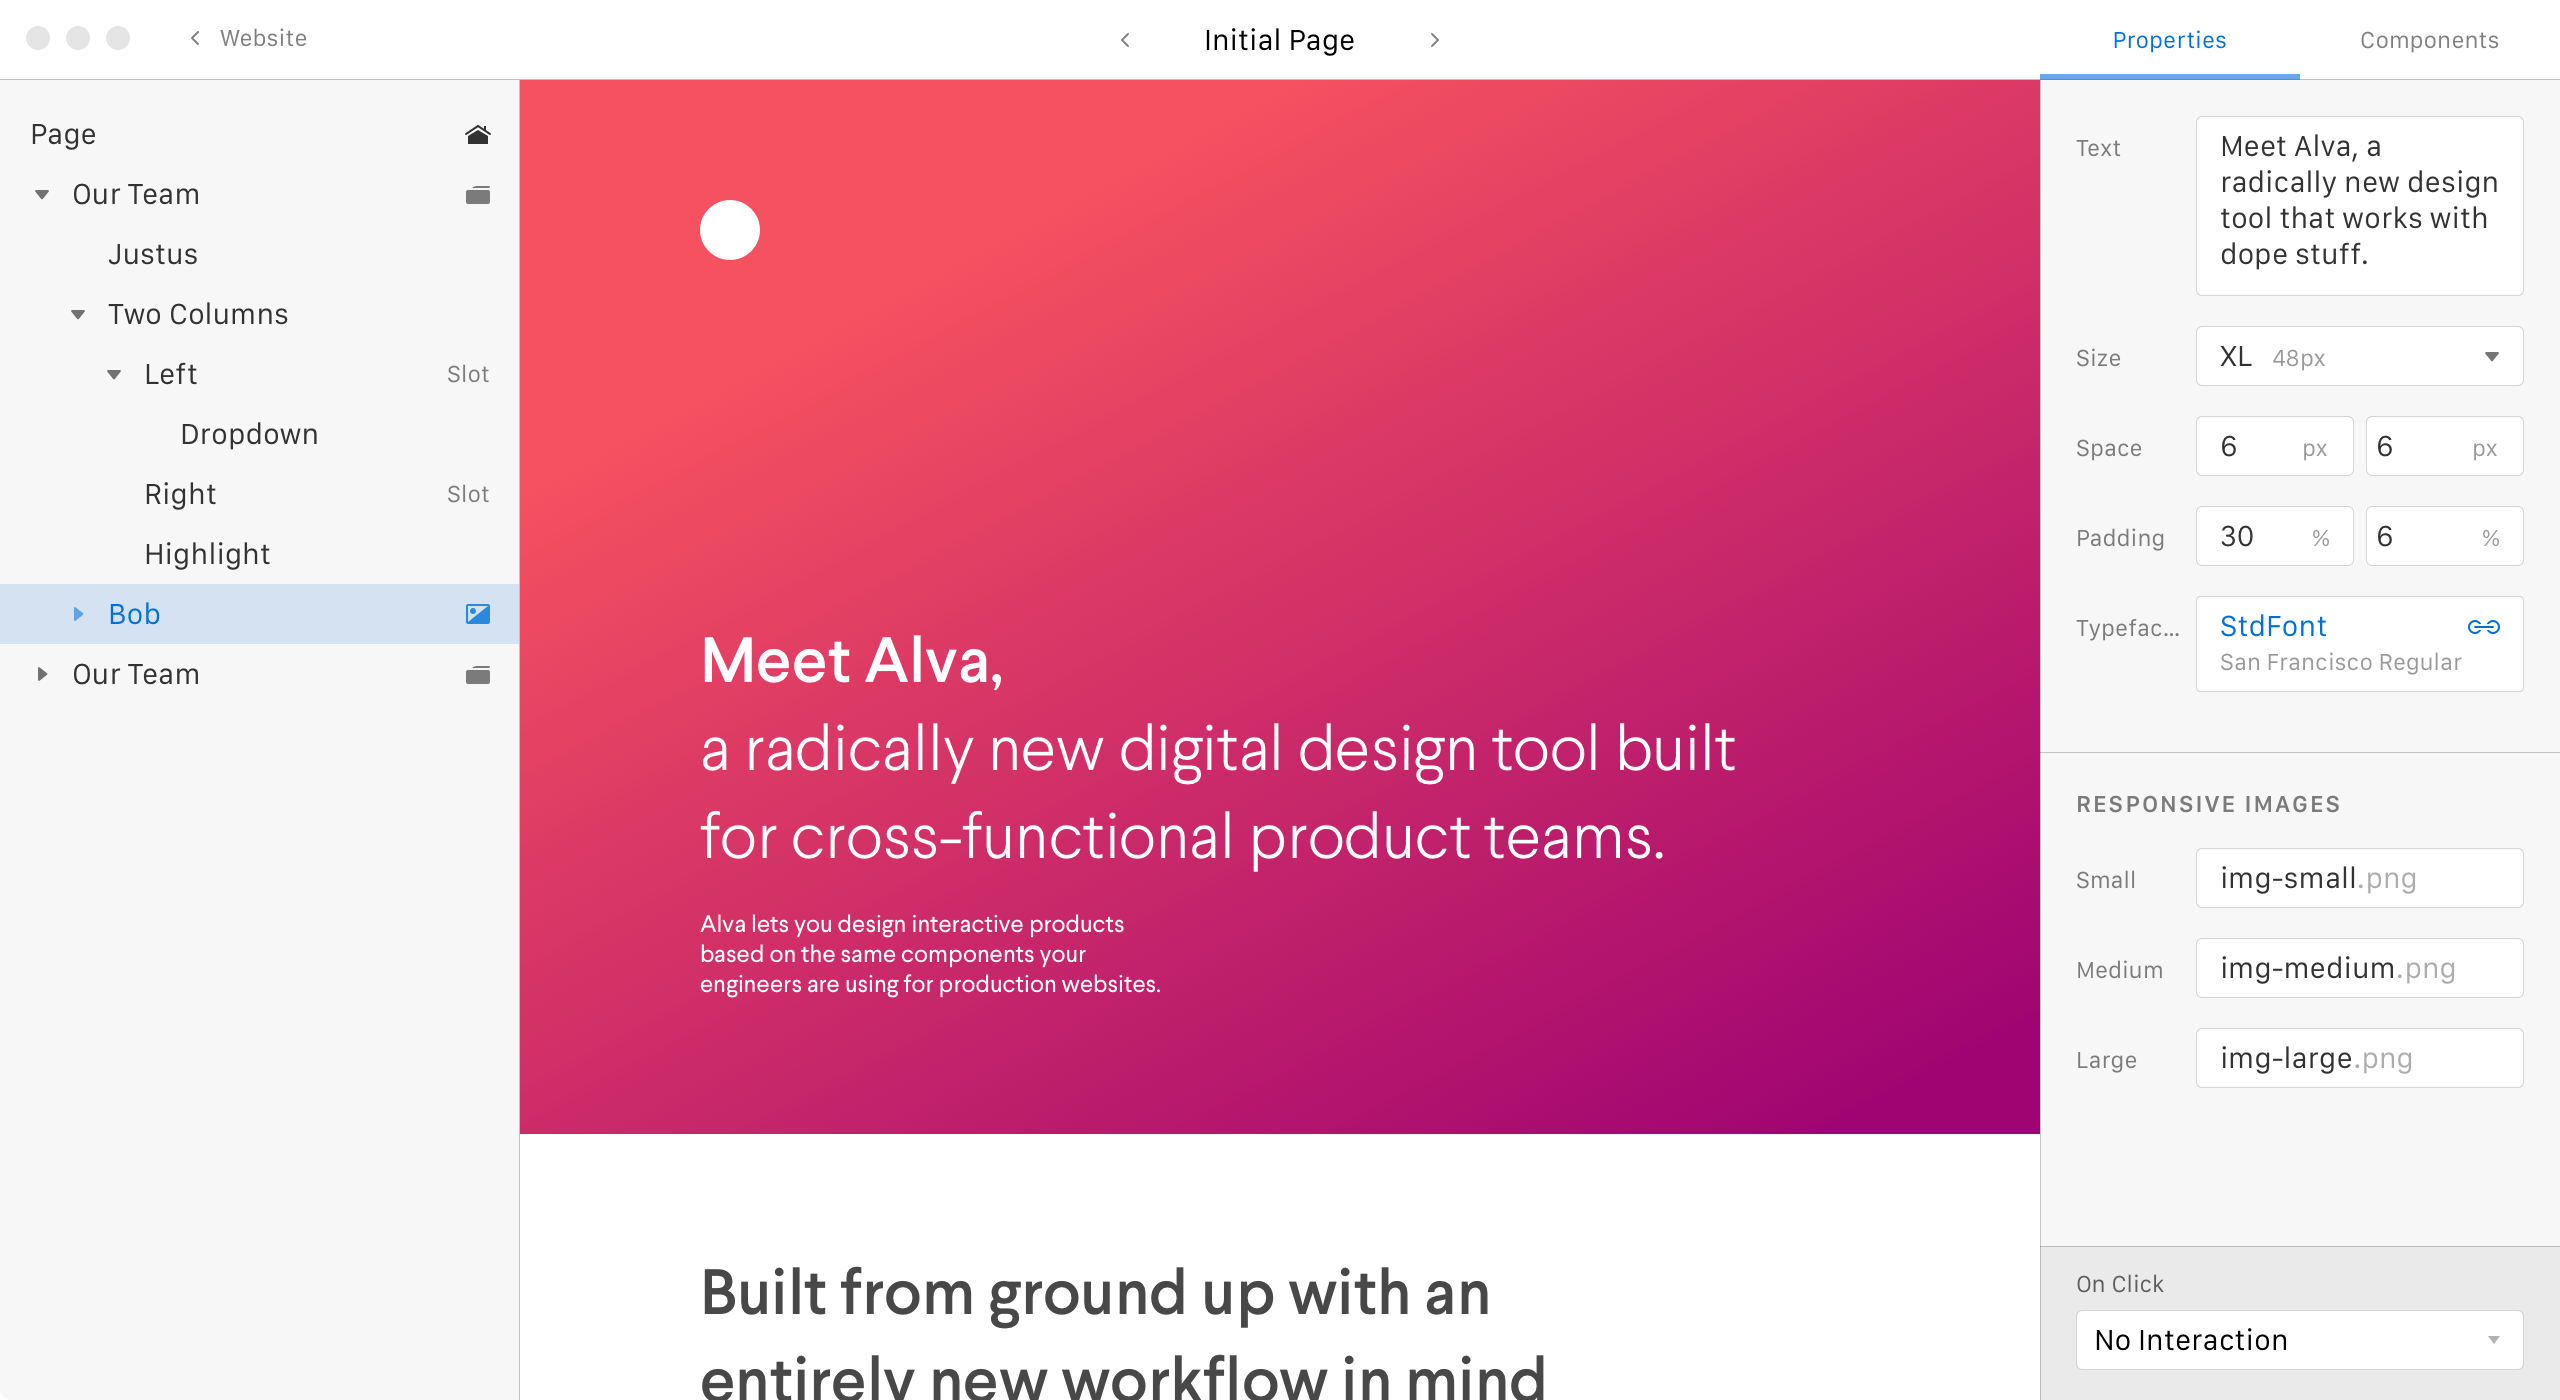 Website
Initial Page
Properties
Components
Page
Our Team
Justus
Two Columns
Left Slot
Dropdown
Right Slot
Highlight
Bob
Our Team
Meet Alva,
a radically new digital design tool built
for cross-functional product teams.
Alva lets you design interactive products
based on the same components your
engineers are using for production websites.
Built from ground up with an
entirely new workflow in mind
Text
Meet Alva, a
radically new design
tool that works with
dope stuff.
Size XL 48px
Space 6 px 6 px
Padding 30 % 6 %
Typefac... StdFont
San Francisco Regular
RESPONSIVE IMAGES
Small img-small.png
Medium img-medium.png
Large img-large.png
On Click
No Interaction